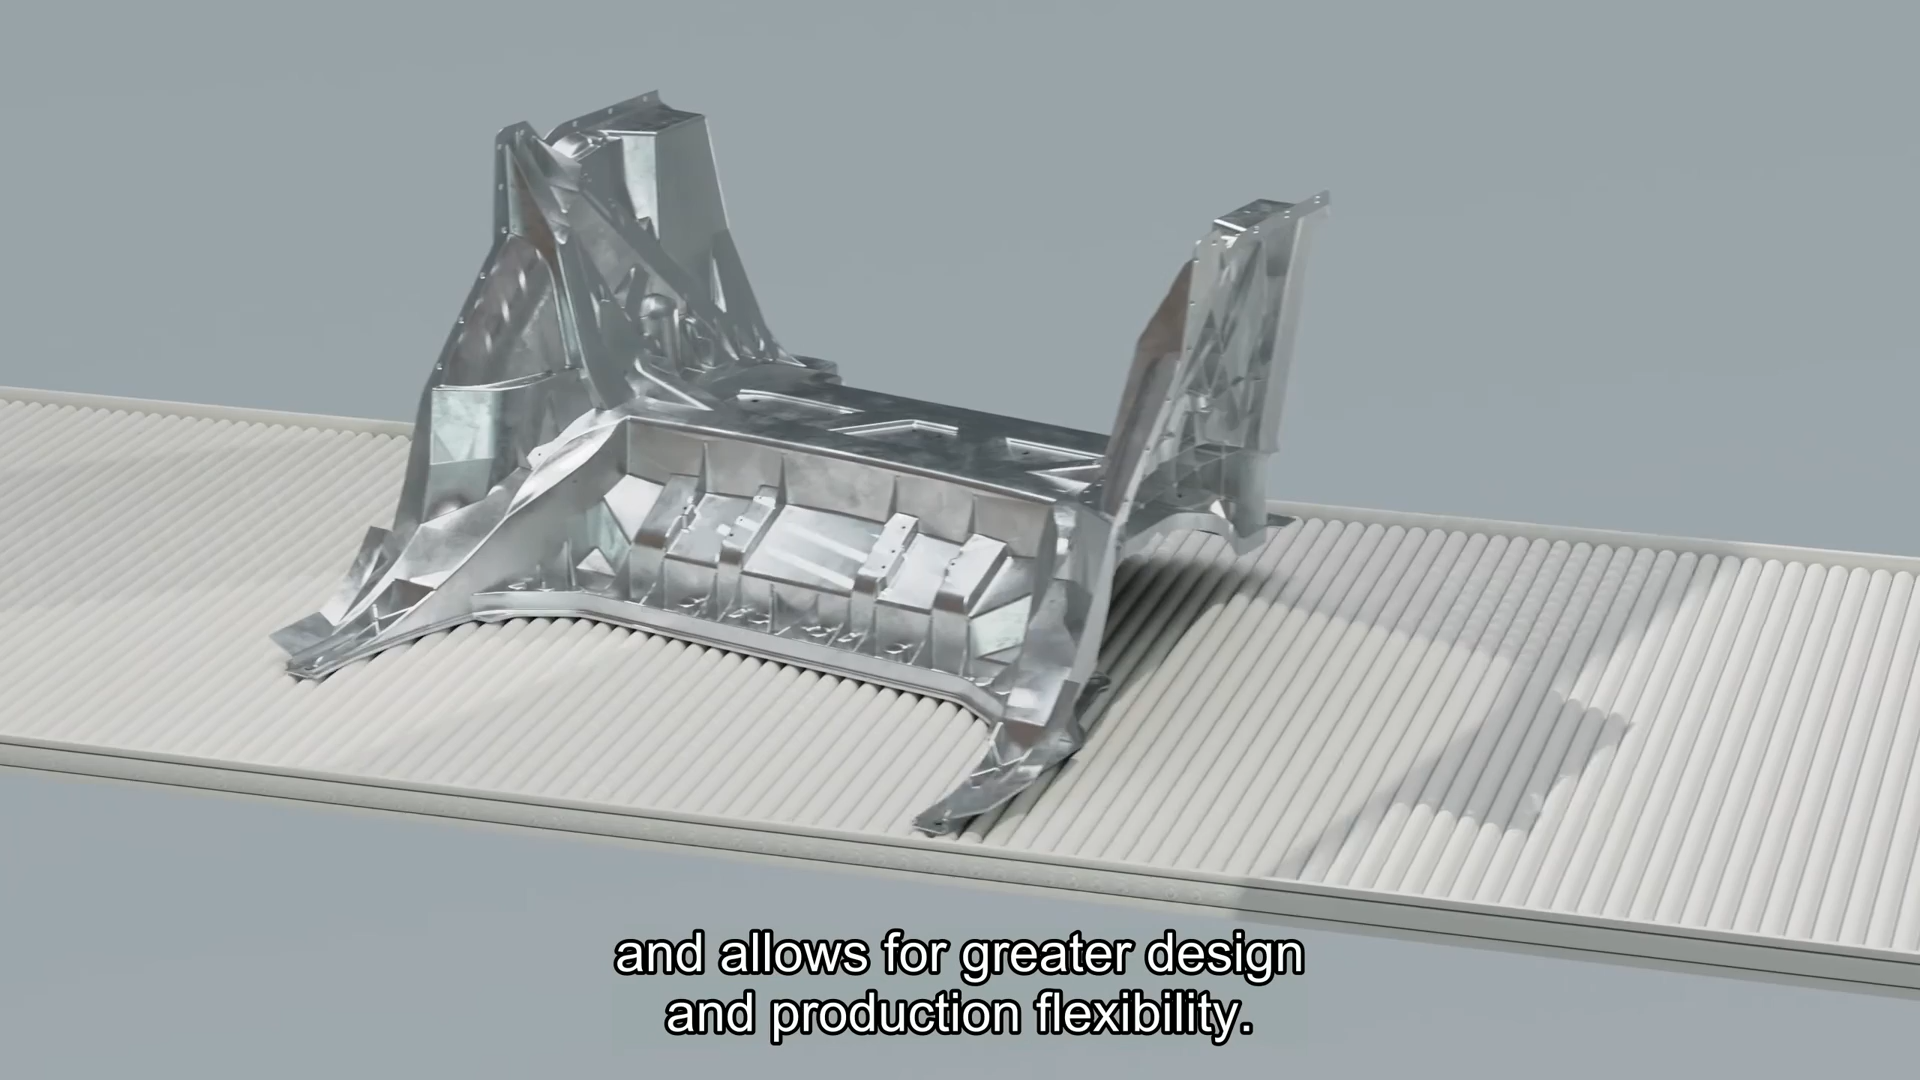 and allows for greater design
and production flexibility.